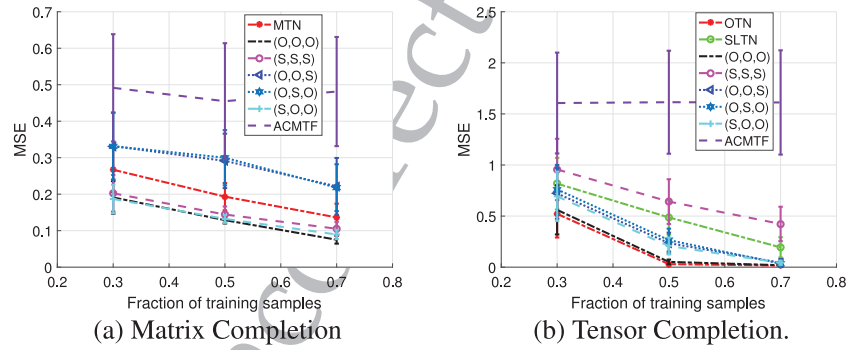 0.7
0.6
0.5
0.4
0.3
0.2
0.1
0
0.2 0.3 0.4 0.5 0.6 0.7 0.8
MSE
Fraction of training samples
MTN
(O,O,O)
(S,S,S)
(O,O,S)
(O,S,O)
(S,O,O)
ACMTF
(a) Matrix Completion
2.5
2
1.5
1
0.5
0
0.2 0.3 0.4 0.5 0.6 0.7 0.8
MSE
Fraction of training samples
OTN
SLTN
(O,O,O)
(S,S,S)
(O,O,S)
(O,S,O)
(S,O,O)
ACMTF
(b) Tensor Completion.